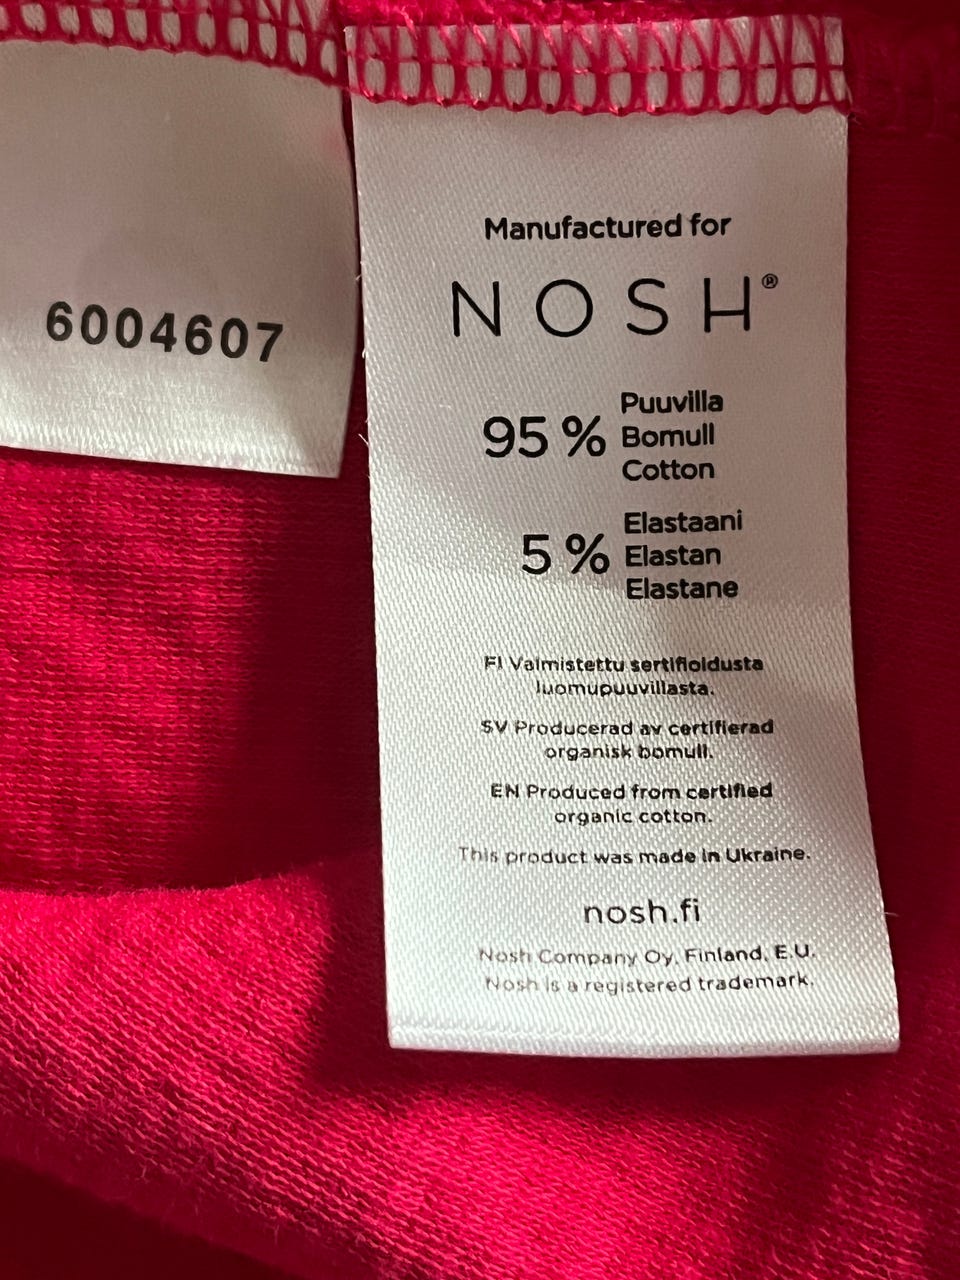 6004607
Manufactured for
NOSH®
95 % Puuvilla
Bomull
Cotton
5 % Elastaani
Elastan
Elastane
FI Valmistettu sertifioidusta
luomupuuvillasta.
SV Producerad av certifierad
organisk bomull.
EN Produced from certified
organic cotton.
This product was made in Ukraine.
nosh.fi
Nosh Company Oy, Finland, E.U.
Nosh is a registered trademark.